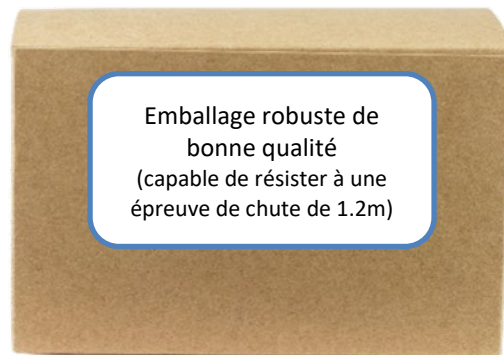 Emballage robuste de
bonne qualité
(capable de résister à une
épreuve de chute de 1.2m)